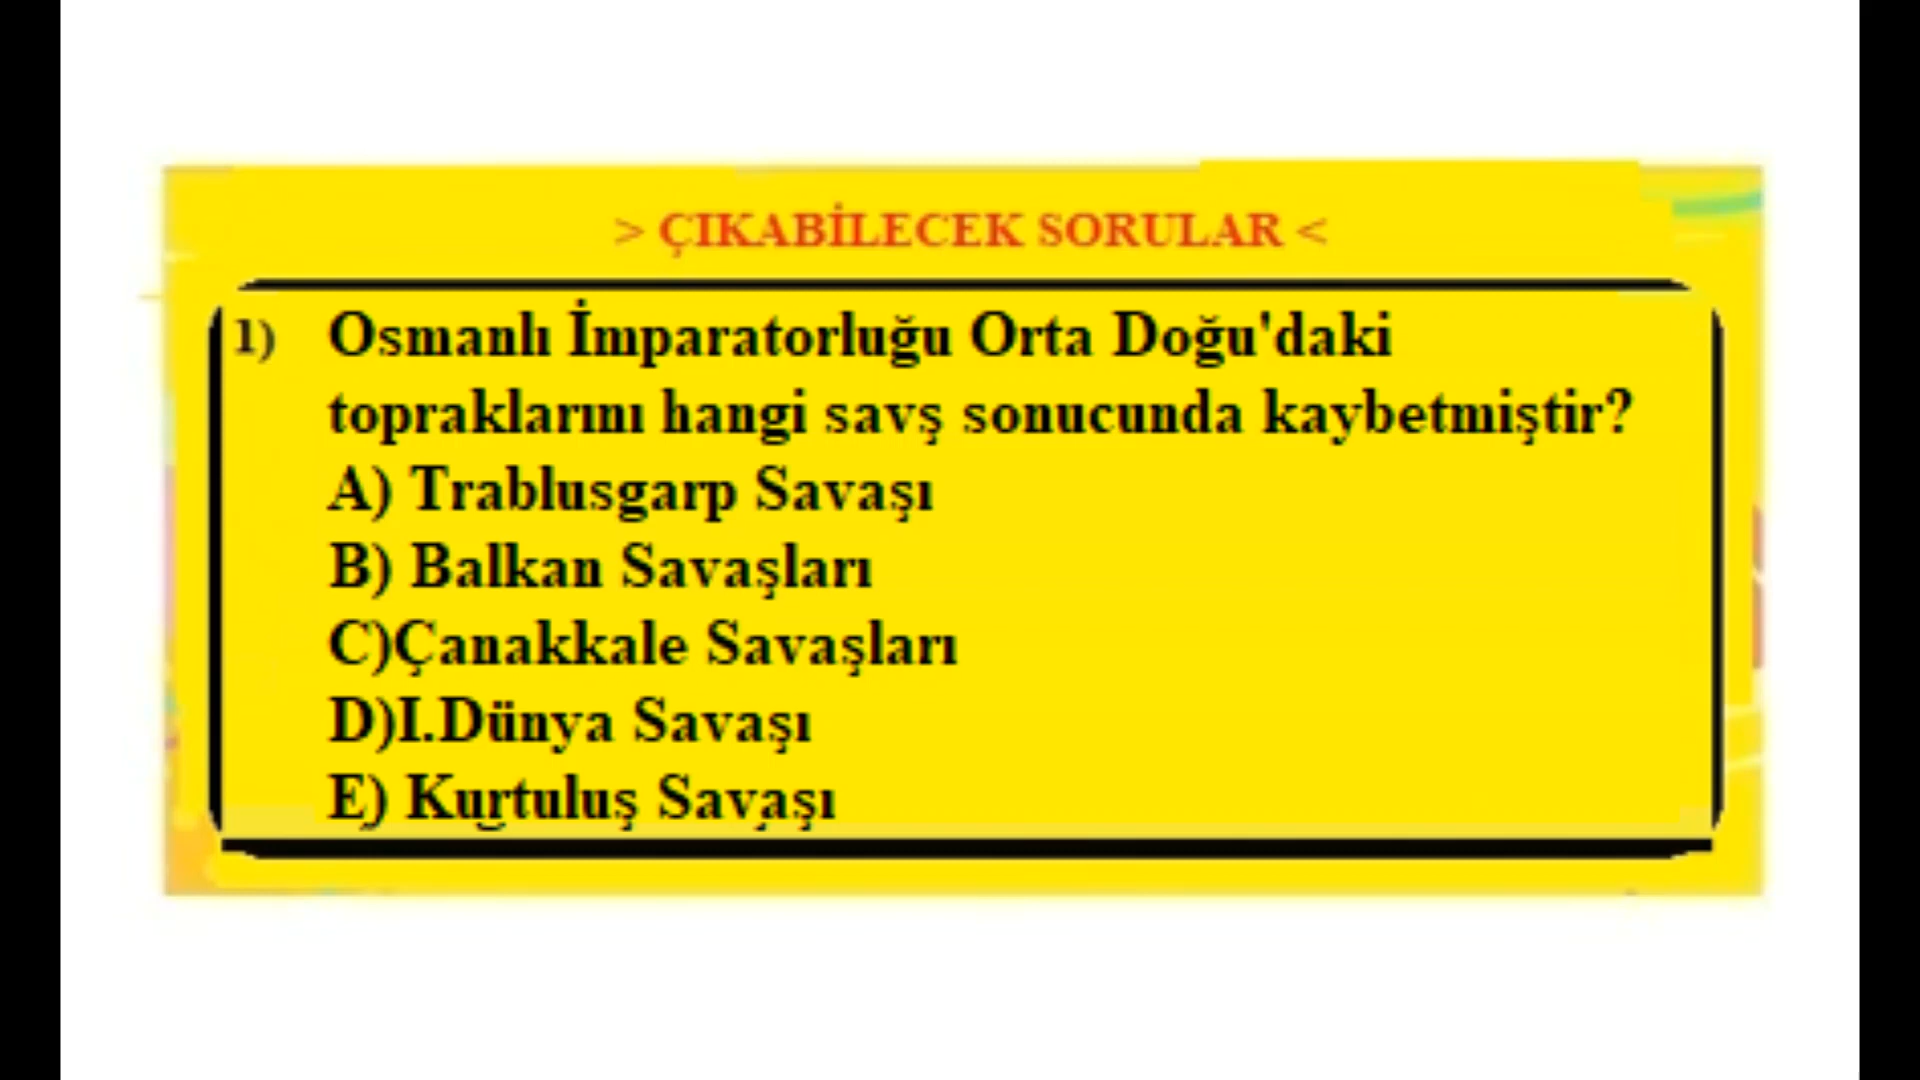 > ÇIKABİLECEK SORULAR <
1) Osmanlı İmparatorluğu Orta Doğu'daki
topraklarını hangi savş sonucunda kaybetmiştir?
A) Trablusgarp Savaşı
B) Balkan Savaşları
C)Çanakkale Savaşları
D)I.Dünya Savaşı
E) Kurtuluş Savaşı